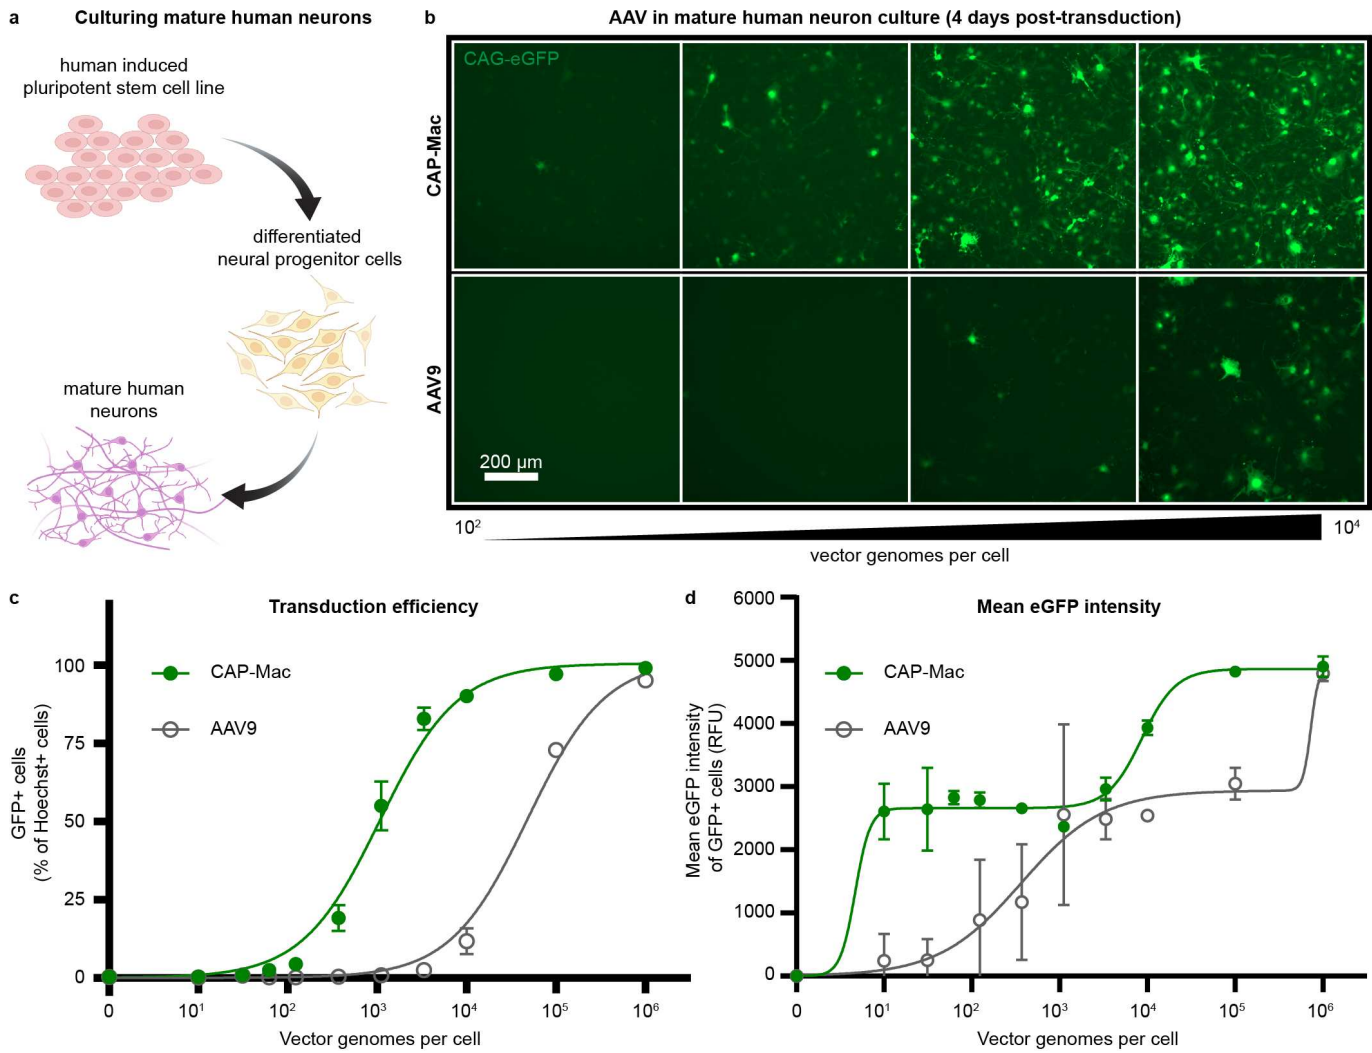 a Culturing mature human neurons
human induced
pluripotent stem cell line
differentiated
neural progenitor cells
mature human
neurons
b AAV in mature human neuron culture (4 days post-transduction)
CAG-eGFP
CAP-Mac
AAV9
200 µm
10² 10⁴
vector genomes per cell
c Transduction efficiency
GFP+ cells
(% of Hoechst+ cells)
100
75
50
25
0
CAP-Mac
AAV9
0 10¹ 10² 10³ 10⁴ 10⁵ 10⁶
Vector genomes per cell
d Mean eGFP intensity
Mean eGFP intensity
of GFP+ cells (RFU)
6000
5000
4000
3000
2000
1000
0
CAP-Mac
AAV9
0 10¹ 10² 10³ 10⁴ 10⁵ 10⁶
Vector genomes per cell